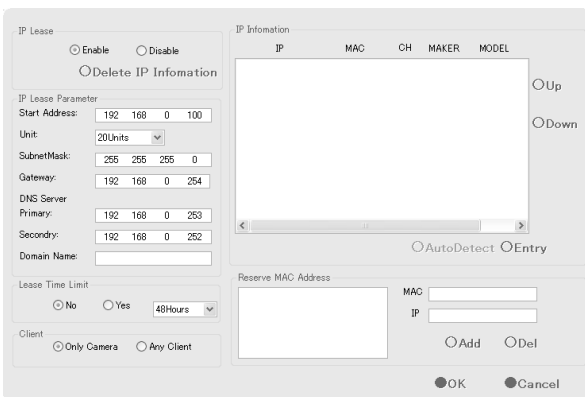 IP Lease
Enable Disable
Delete IP Infomation
IP Lease Parameter
Start Address: 192 168 0 100
Unit: 20Units
SubnetMask: 255 255 255 0
Gateway: 192 168 0 254
DNS Server
Primary: 192 168 0 253
Secondry: 192 168 0 252
Domain Name:
Lease Time Limit
No Yes 48Hours
Client
Only Camera Any Client
IP Infomation
IP MAC CH MAKER MODEL
Up
Down
AutoDetect Entry
Reserve MAC Address
MAC
IP
Add Del
OK Cancel